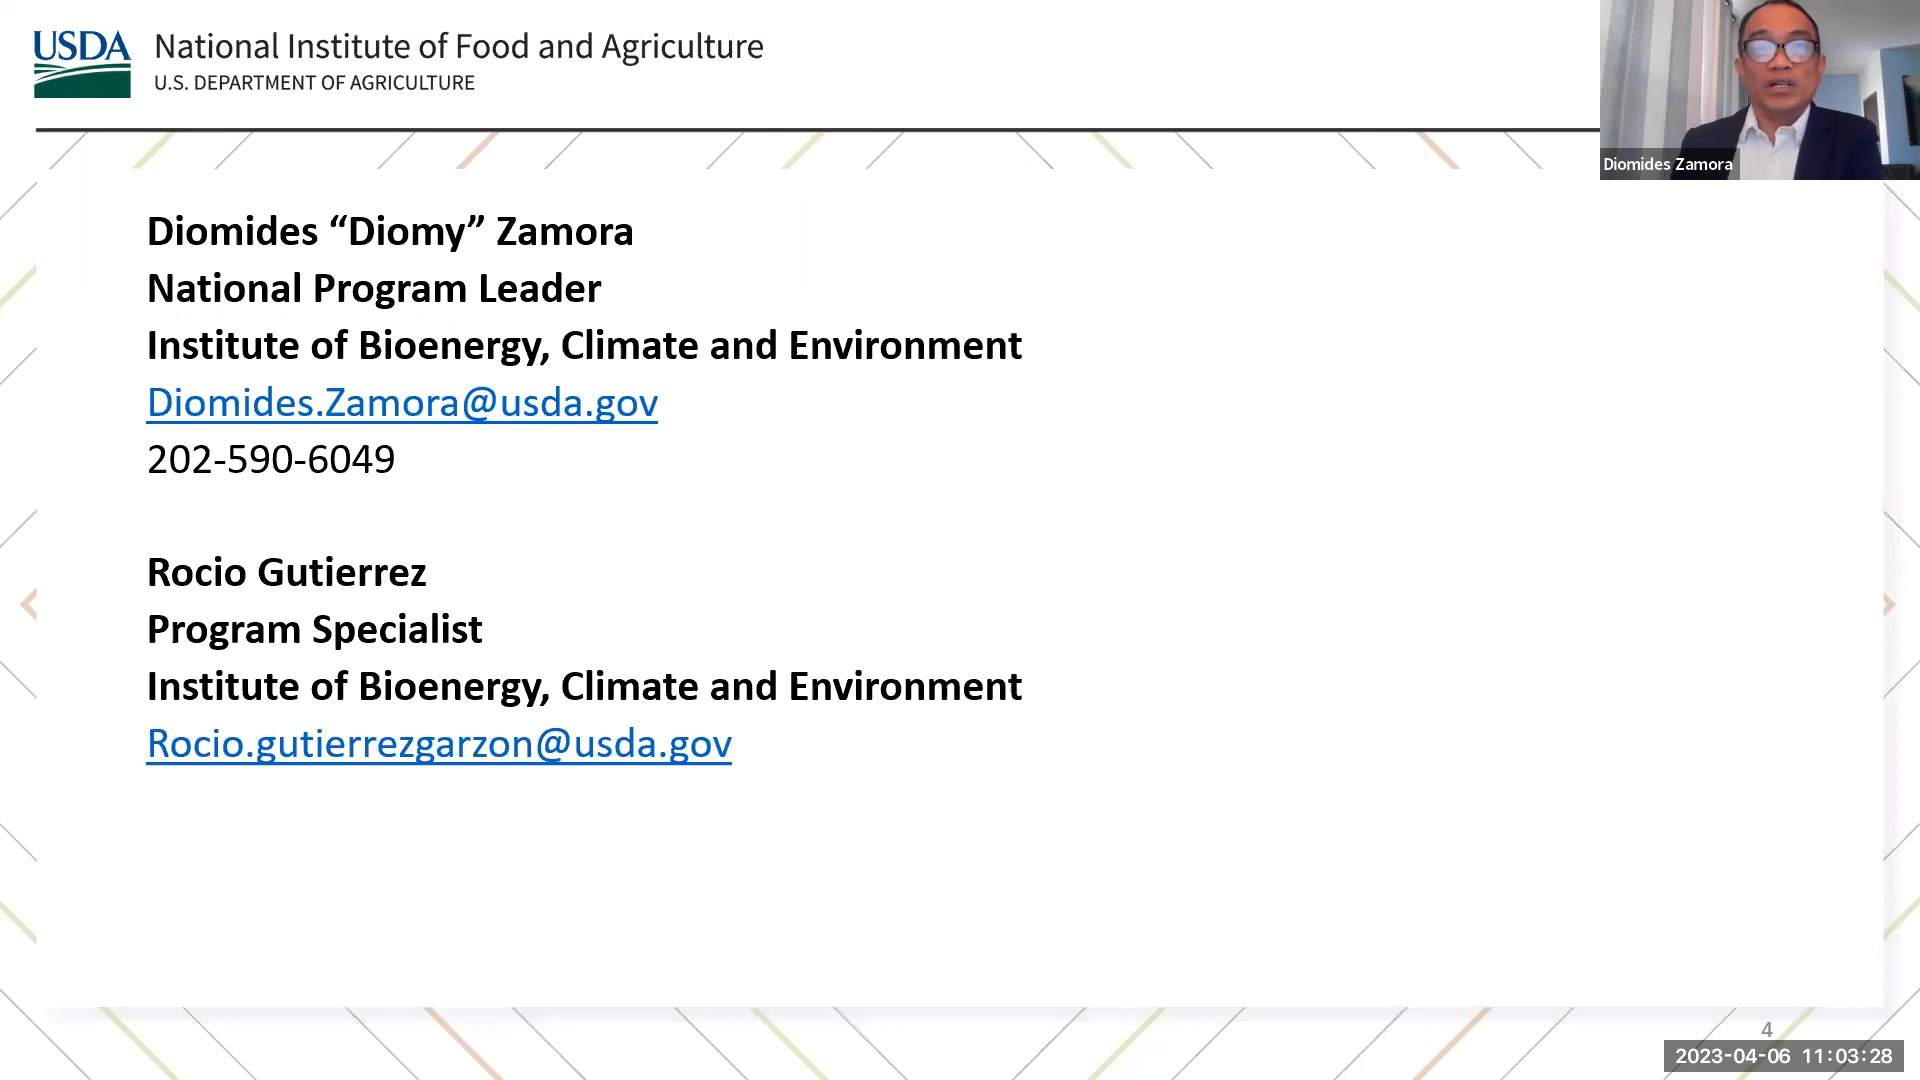 USDA
National Institute of Food and Agriculture
U.S. DEPARTMENT OF AGRICULTURE
Diomides Zamora
Diomides “Diomy” Zamora
National Program Leader
Institute of Bioenergy, Climate and Environment
Diomides.Zamora@usda.gov
202-590-6049
Rocio Gutierrez
Program Specialist
Institute of Bioenergy, Climate and Environment
Rocio.gutierrezgarzon@usda.gov
4
2023-04-06 11:03:28